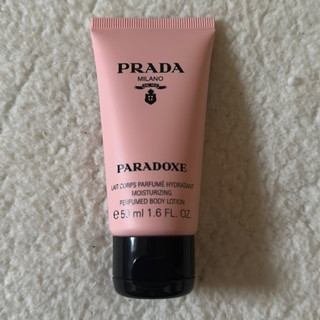 PRADA
MILANO
PARADOXE
LAIT CORPS PARFUMÉ HYDRATANT
MOISTURIZING
PERFUMED BODY LOTION
℮50 ml 1.6 FL. OZ.